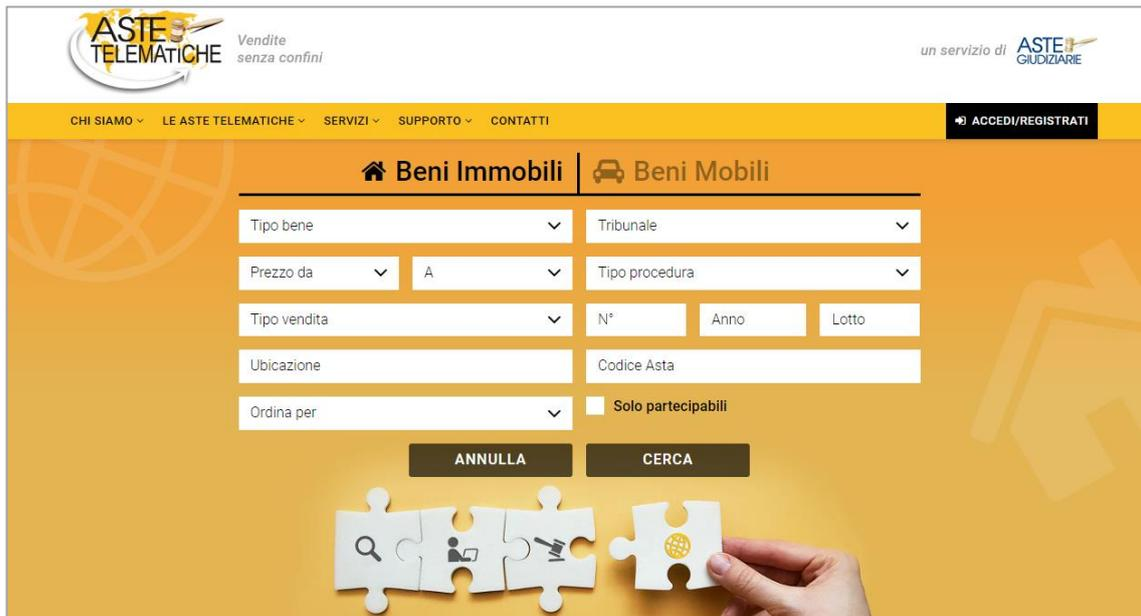 ASTE
TELEMATICHE
Vendite
senza confini
un servizio di
ASTE
GIUDIZIARIE
CHI SIAMO LE ASTE TELEMATICHE SERVIZI SUPPORTO CONTATTI ACCEDI/REGISTRATI
Beni Immobili Beni Mobili
Tipo bene Tribunale
Prezzo da A Tipo procedura
Tipo vendita N° Anno Lotto
Ubicazione Codice Asta
Ordina per Solo partecipabili
ANNULLA CERCA